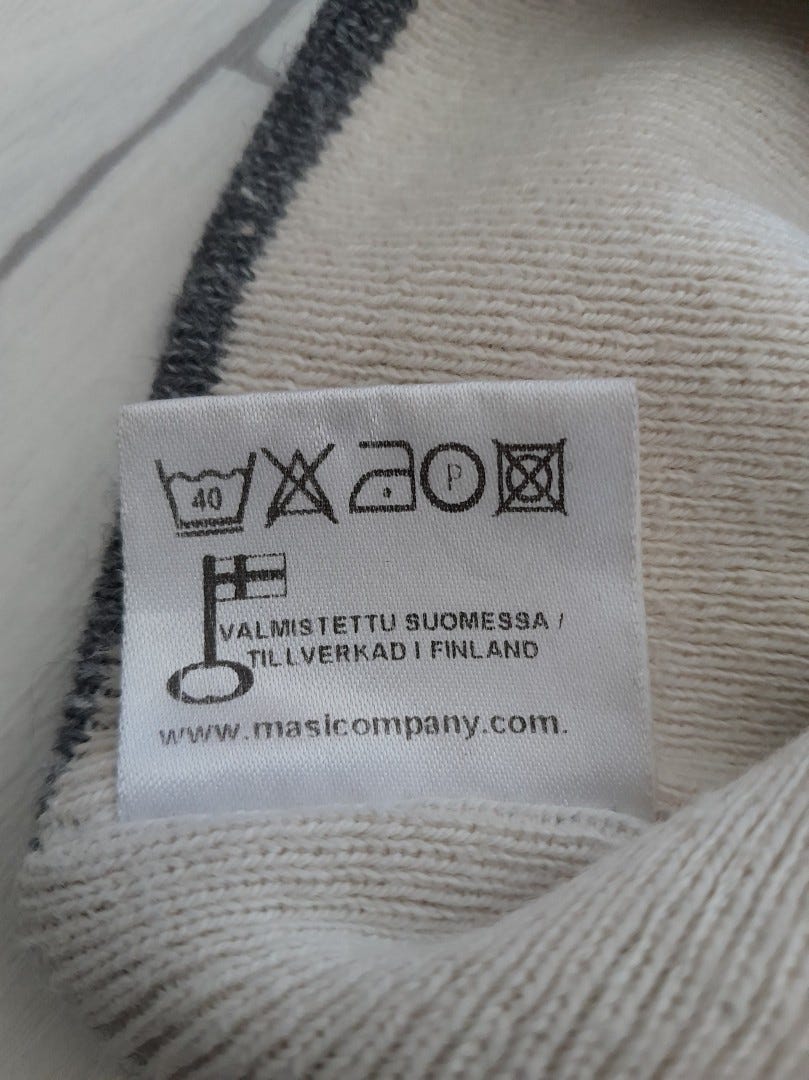 40 P
VALMISTETTU SUOMESSA /
TILLVERKAD I FINLAND
www.masicompany.com.